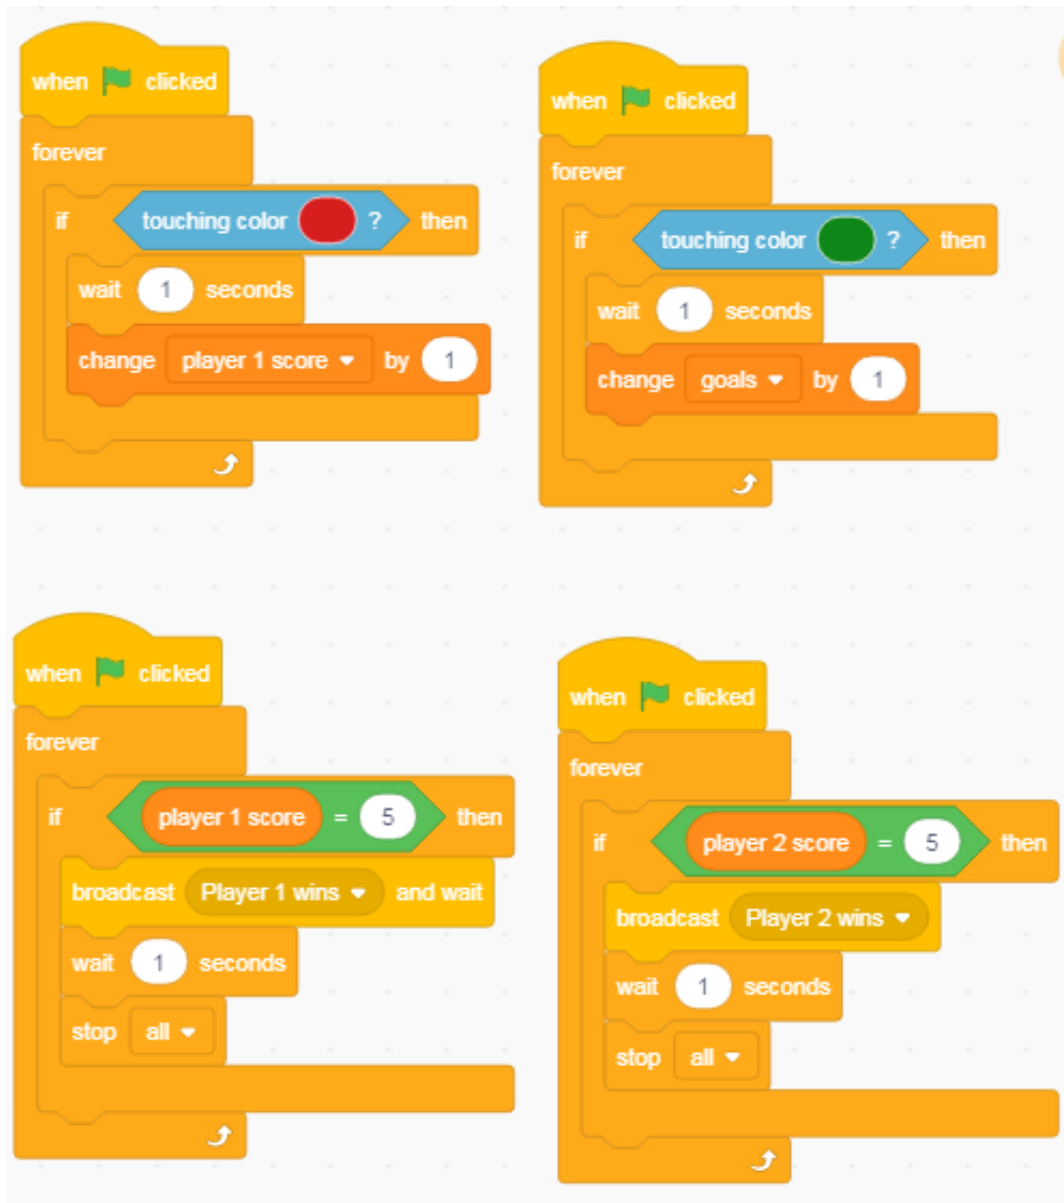 when clicked
forever
if touching color ? then
wait 1 seconds
change player 1 score by 1
when clicked
forever
if touching color ? then
wait 1 seconds
change goals by 1
when clicked
forever
if player 1 score = 5 then
broadcast Player 1 wins and wait
wait 1 seconds
stop all
when clicked
forever
if player 2 score = 5 then
broadcast Player 2 wins
wait 1 seconds
stop all